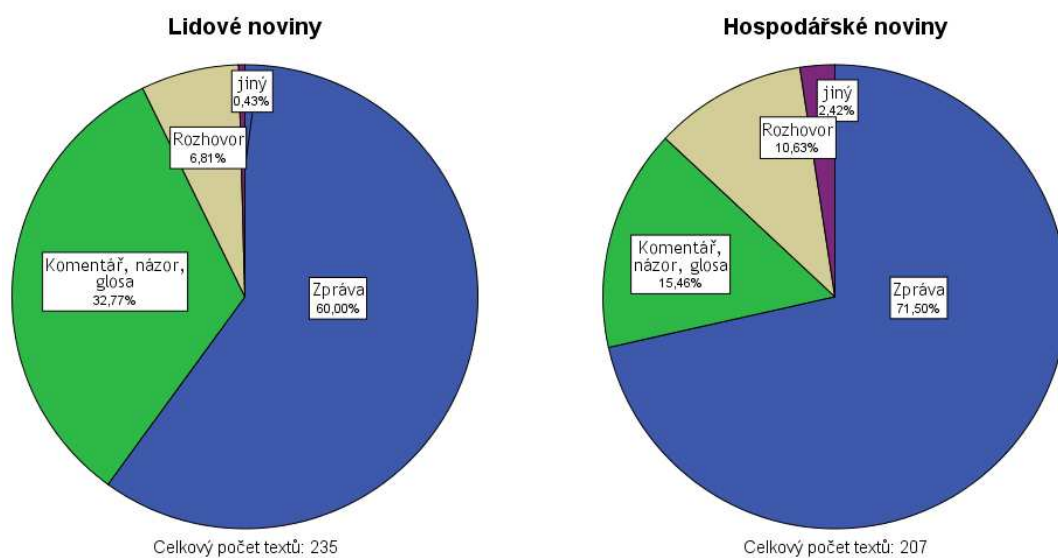 Lidové noviny
jiný
0,43%
Rozhovor
6,81%
Komentář, názor,
glosa
32,77%
Zpráva
60,00%
Celkový počet textů: 235
Hospodářské noviny
jiný
2,42%
Rozhovor
10,63%
Komentář,
názor, glosa
15,46%
Zpráva
71,50%
Celkový počet textů: 207